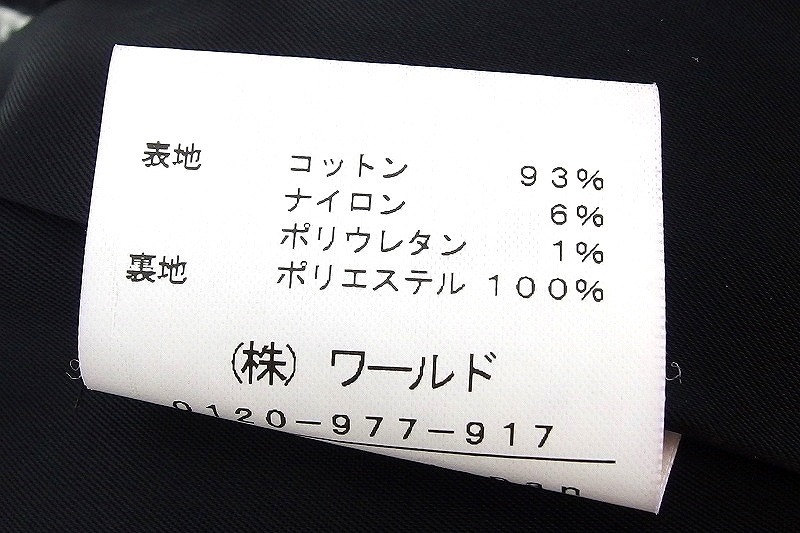 表地 コットン 93%
ナイロン 6%
ポリウレタン 1%
裏地 ポリエステル 100%
(株) ワールド
0120-977-917